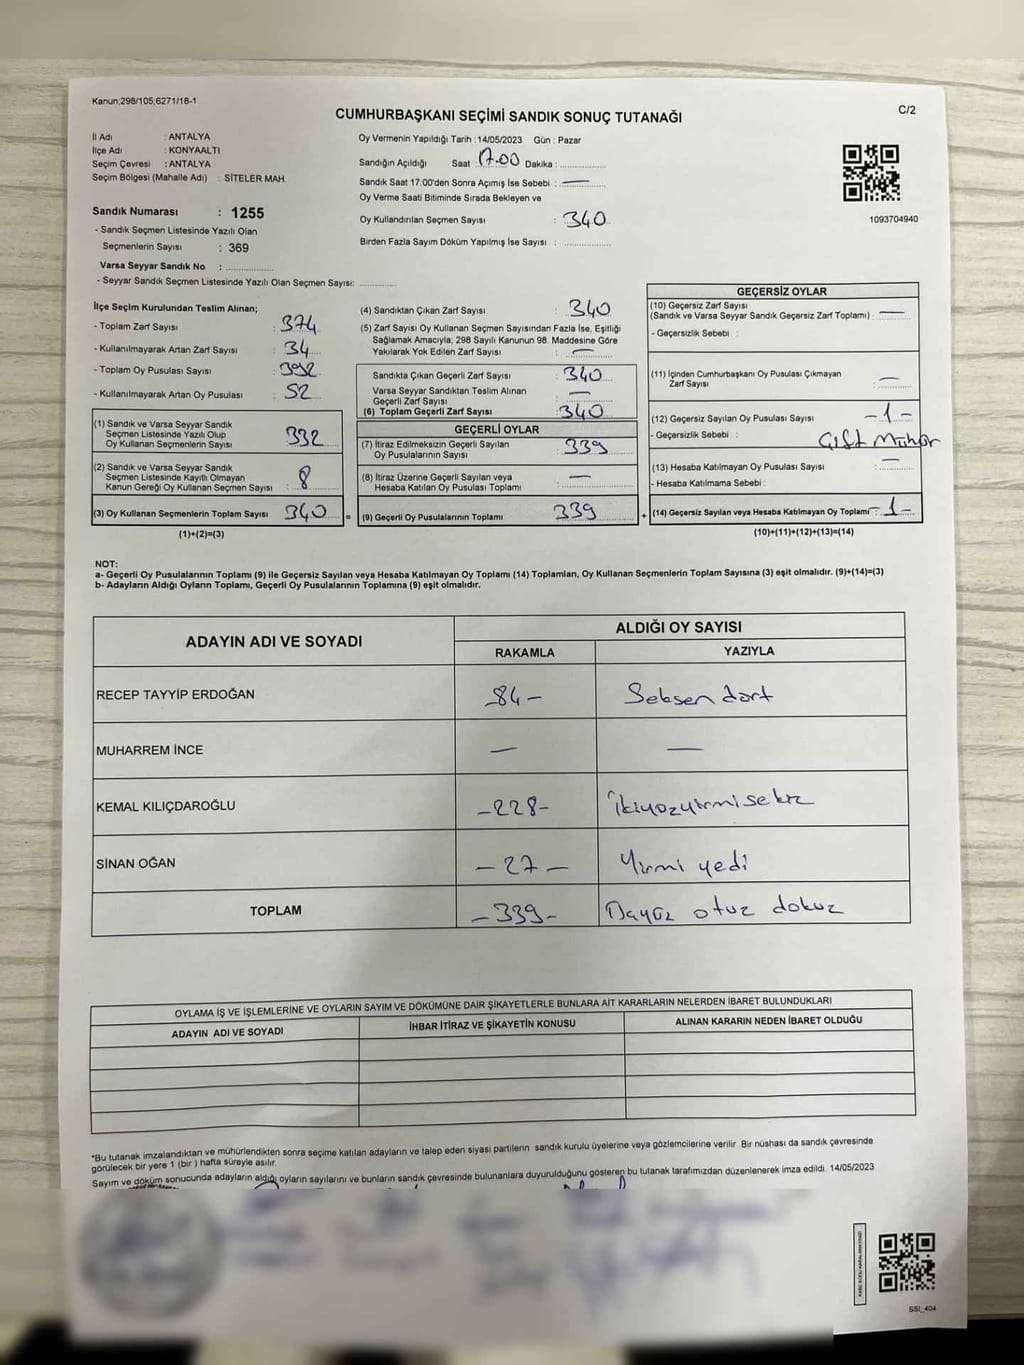 Kanun;298/105;6271/18-1
C/2
CUMHURBAŞKANI SEÇİMİ SANDIK SONUÇ TUTANAĞI
İl Adı : ANTALYA
İlçe Adı : KONYAALTI
Seçim Çevresi : ANTALYA
Seçim Bölgesi (Mahalle Adı) : SİTELER MAH.
Sandık Numarası : 1255
- Sandık Seçmen Listesinde Yazılı Olan
Seçmenlerin Sayısı : 369
Varsa Seyyar Sandık No :
- Seyyar Sandık Seçmen Listesinde Yazılı Olan Seçmen Sayısı:
Oy Vermenin Yapıldığı Tarih :14/05/2023 Gün : Pazar
Sandığın Açıldığı Saat : 17.00 Dakika :
Sandık Saat 17:00'den Sonra Açımış İse Sebebi : —
Oy Verme Saati Bitiminde Sırada Bekleyen ve
Oy Kullandırılan Seçmen Sayısı : 340
Birden Fazla Sayım Döküm Yapılmış İse Sayısı :
1093704940
İlçe Seçim Kurulundan Teslim Alınan;
- Toplam Zarf Sayısı : 374
- Kullanılmayarak Artan Zarf Sayısı : 34
- Toplam Oy Pusulası Sayısı : 392
- Kullanılmayarak Artan Oy Pusulası : 52
(1) Sandık ve Varsa Seyyar Sandık
Seçmen Listesinde Yazılı Olup
Oy Kullanan Seçmenlerin Sayısı : 332
(2) Sandık ve Varsa Seyyar Sandık
Seçmen Listesinde Kayıtlı Olmayan
Kanun Gereği Oy Kullanan Seçmen Sayısı : 8
(3) Oy Kullanan Seçmenlerin Toplam Sayısı : 340 =
(1)+(2)=(3)
(4) Sandıktan Çıkan Zarf Sayısı : 340
(5) Zarf Sayısı Oy Kullanan Seçmen Sayısından Fazla İse, Eşitliği
Sağlamak Amacıyla, 298 Sayılı Kanunun 98. Maddesine Göre
Yakılarak Yok Edilen Zarf Sayısı : —
Sandıkta Çıkan Geçerli Zarf Sayısı : 340
Varsa Seyyar Sandıktan Teslim Alınan
Geçerli Zarf Sayısı : —
(6) Toplam Geçerli Zarf Sayısı : 340
GEÇERLİ OYLAR
(7) İtiraz Edilmeksizin Geçerli Sayılan
Oy Pusulalarının Sayısı : 339
(8) İtiraz Üzerine Geçerli Sayılan veya
Hesaba Katılan Oy Pusulası Toplamı : —
(9) Geçerli Oy Pusulalarının Toplamı : 339 +
GEÇERSİZ OYLAR
(10) Geçersiz Zarf Sayısı
(Sandık ve Varsa Seyyar Sandık Geçersiz Zarf Toplamı) : —
- Geçersizlik Sebebi :
(11) İçinden Cumhurbaşkanı Oy Pusulası Çıkmayan
Zarf Sayısı : —
(12) Geçersiz Sayılan Oy Pusulası Sayısı : -1-
- Geçersizlik Sebebi : Çift Mühür
(13) Hesaba Katılmayan Oy Pusulası Sayısı : —
- Hesaba Katılmama Sebebi :
(14) Geçersiz Sayılan veya Hesaba Katılmayan Oy Toplamı : -1-
(10)+(11)+(12)+(13)=(14)
NOT:
a- Geçerli Oy Pusulalarının Toplamı (9) ile Geçersiz Sayılan veya Hesaba Katılmayan Oy Toplamı (14) Toplamları, Oy Kullanan Seçmenlerin Toplam Sayısına (3) eşit olmalıdır. (9)+(14)=(3)
b- Adayların Aldığı Oyların Toplamı, Geçerli Oy Pusulalarının Toplamına (9) eşit olmalıdır.
ADAYIN ADI VE SOYADI
ALDIĞI OY SAYISI
RAKAMLA YAZIYLA
RECEP TAYYİP ERDOĞAN -84- Seksen dört
MUHARREM İNCE — —
KEMAL KILIÇDAROĞLU -228- İkiyüzyirmisekiz
SİNAN OĞAN -27- Yirmi yedi
TOPLAM -339- Üçyüz otuz dokuz
OYLAMA İŞ VE İŞLEMLERİNE VE OYLARIN SAYIM VE DÖKÜMÜNE DAİR ŞİKAYETLERLE BUNLARA AİT KARARLARIN NELERDEN İBARET BULUNDUKLARI
ADAYIN ADI VE SOYADI İHBAR İTİRAZ VE ŞİKAYETİN KONUSU ALINAN KARARIN NEDEN İBARET OLDUĞU
*Bu tutanak imzalandıktan ve mühürlendikten sonra seçime katılan adayların ve talep eden siyasi partilerin sandık kurulu üyelerine veya gözlemcilerine verilir. Bir nüshası da sandık çevresinde
görülecek bir yere 1 (bir) hafta süreyle asılır.
Sayım ve döküm sonucunda adayların aldığı oyların sayılarını ve bunların sandık çevresinde bulunanlara duyurulduğunu gösteren bu tutanak tarafımızdan düzenlenerek imza edildi. 14/05/2023
SSI_404